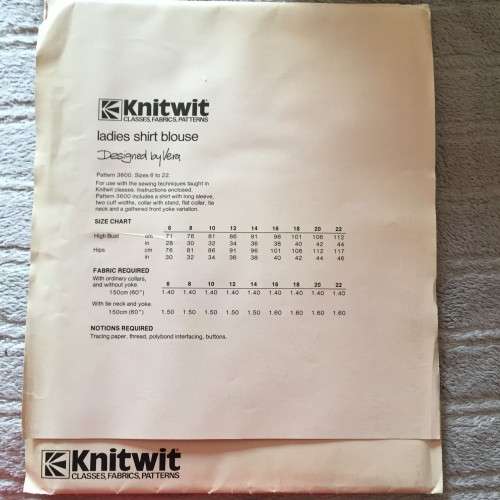 Knitwit
CLASSES, FABRICS, PATTERNS
ladies shirt blouse
Designed by Vera
Pattern 3600. Sizes 6 to 22.
For use with the sewing techniques taught in
Knitwit classes. Instructions enclosed.
Pattern 3600 includes a shirt with long sleeve,
two cuff widths, collar with stand, flat collar, tie
neck and a gathered front yoke variation.
SIZE CHART
6 8 10 12 14 16 18 20 22
High Bust cm 71 76 81 86 91 96 101 106 112
in 28 30 32 34 36 38 40 42 44
Hips cm 76 81 86 91 96 101 106 112 117
in 30 32 34 36 38 40 42 44 46
FABRIC REQUIRED
With ordinary collars,
and without yoke. 6 8 10 12 14 16 18 20 22
150cm (60") 1.40 1.40 1.40 1.40 1.40 1.40 1.40 1.40 1.40
With tie neck and yoke.
150cm (60") 1.50 1.50 1.50 1.50 1.50 1.60 1.60 1.60 1.60
NOTIONS REQUIRED
Tracing paper, thread, polybond interfacing, buttons.
Knitwit
CLASSES, FABRICS, PATTERNS